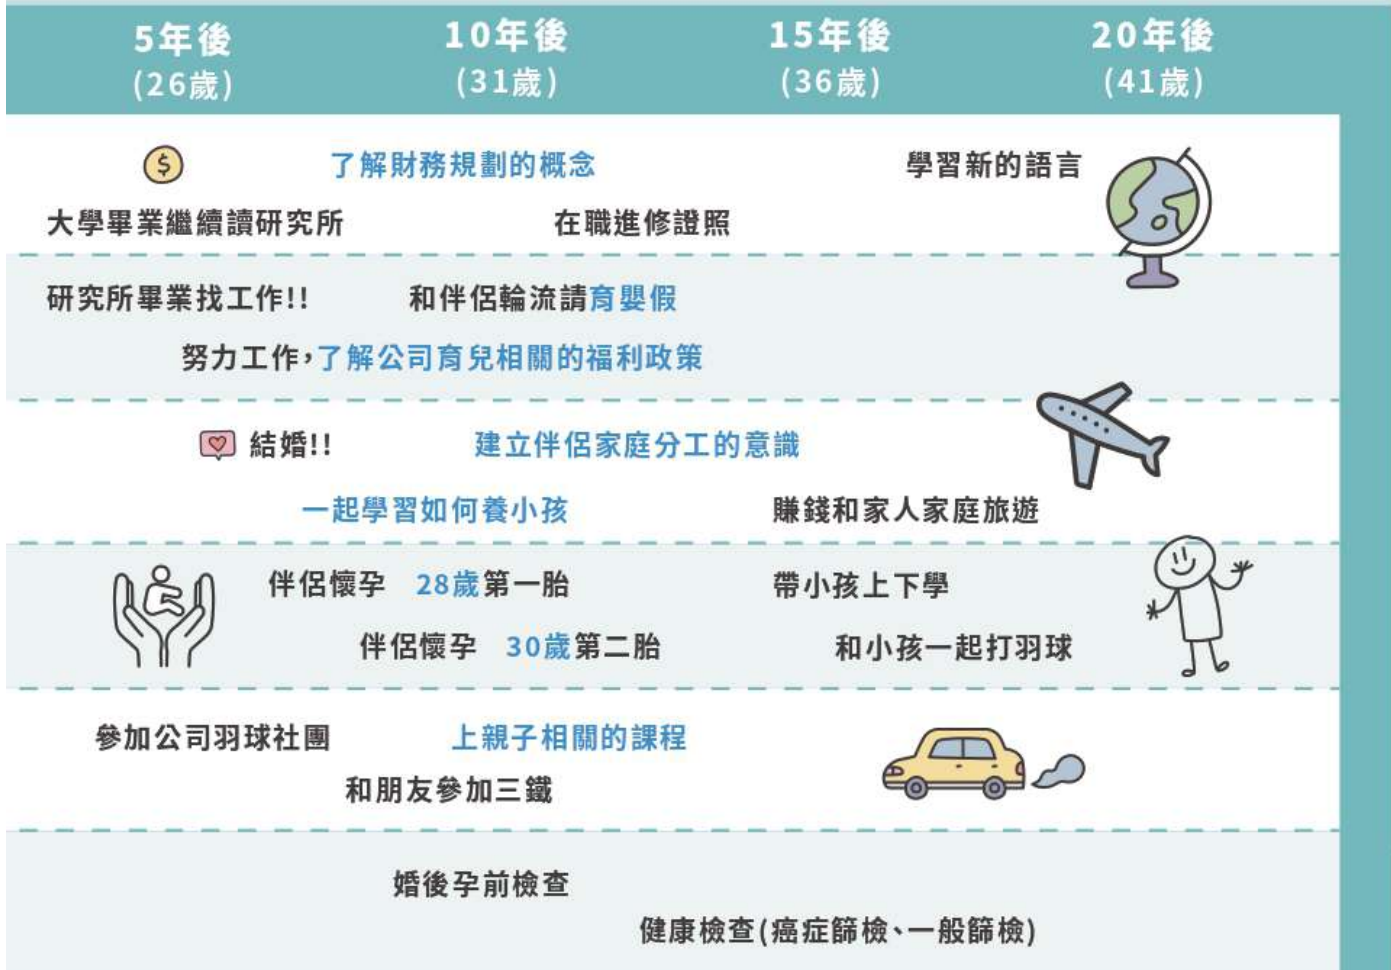 5年後 10年後 15年後 20年後
(26歲) (31歲) (36歲) (41歲)
$ 了解財務規劃的概念 學習新的語言
大學畢業繼續讀研究所 在職進修證照
研究所畢業找工作!! 和伴侶輪流請育嬰假
努力工作,了解公司育兒相關的福利政策
結婚!! 建立伴侶家庭分工的意識
一起學習如何養小孩 賺錢和家人家庭旅遊
伴侶懷孕 28歲第一胎 帶小孩上下學
伴侶懷孕 30歲第二胎 和小孩一起打羽球
參加公司羽球社團 上親子相關的課程
和朋友參加三鐵
婚後孕前檢查
健康檢查(癌症篩檢、一般篩檢)